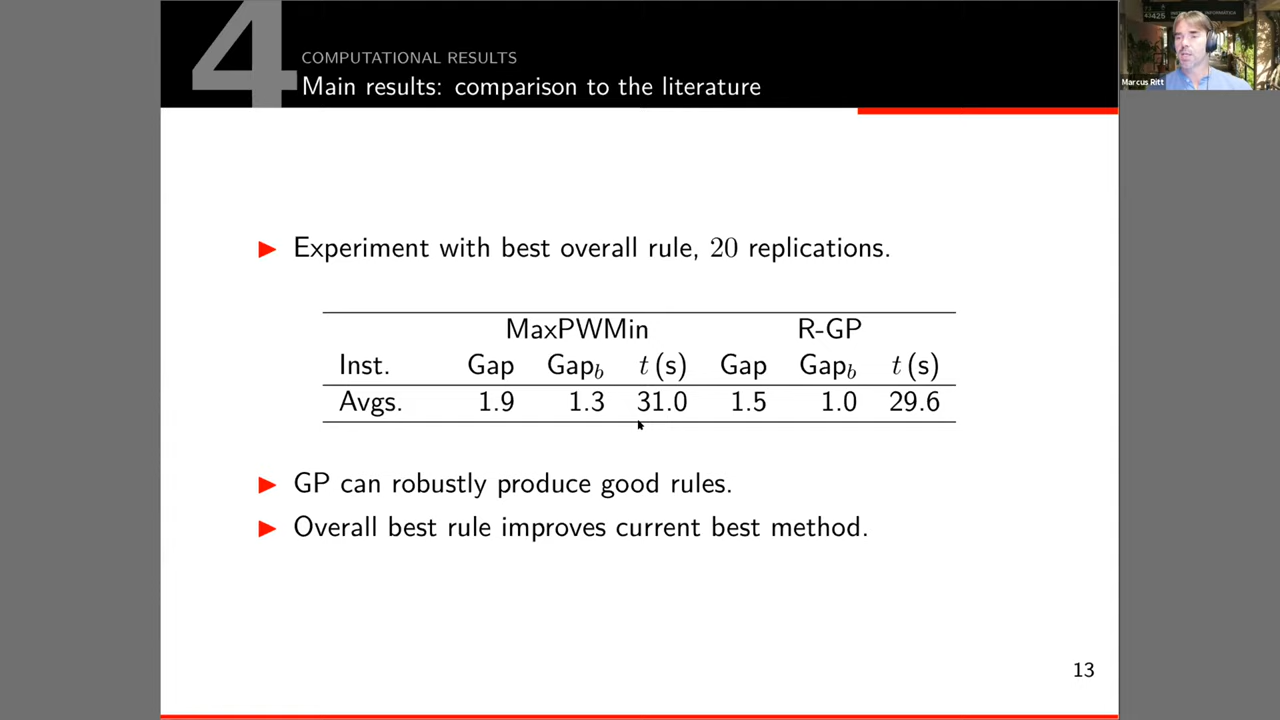 4
COMPUTATIONAL RESULTS
Main results: comparison to the literature
Marcus Ritt
▶ Experiment with best overall rule, 20 replications.
MaxPWMin R-GP
Inst. Gap Gap_b t (s) Gap Gap_b t (s)
Avgs. 1.9 1.3 31.0 1.5 1.0 29.6
▶ GP can robustly produce good rules.
▶ Overall best rule improves current best method.
13